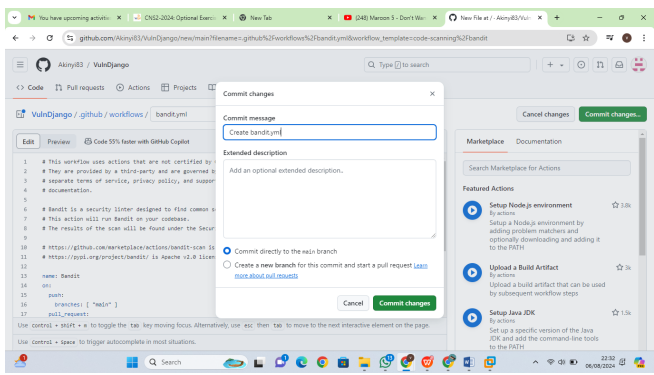 You have upcoming activities
CNS2-2024: Optional Exerci
New Tab
(248) Maroon 5 - Don't Wan
New File at / · Akinyi83/Vuln
github.com/Akinyi83/VulnDjango/new/main?filename=.github%2Fworkflows%2Fbandit.yml&workflow_template=code-scanning%2Fbandit
Akinyi83 / VulnDjango
Type / to search
Code Pull requests Actions Projects
VulnDjango / .github / workflows / bandit.yml
Cancel changes Commit changes...
Edit Preview Code 55% faster with GitHub Copilot
1 # This workflow uses actions that are not certified by
2 # They are provided by a third-party and are governed b
3 # separate terms of service, privacy policy, and suppor
4 # documentation.
5
6 # Bandit is a security linter designed to find common s
7 # This action will run Bandit on your codebase.
8 # The results of the scan will be found under the Secur
9
10 # https://github.com/marketplace/actions/bandit-scan is
11 # https://pypi.org/project/bandit/ is Apache v2.0 licen
12
13 name: Bandit
14 on:
15 push:
16 branches: [ "main" ]
17 pull_request:
Use Control + Shift + m to toggle the tab key moving focus. Alternatively, use esc then tab to move to the next interactive element on the page.
Use Control + Space to trigger autocomplete in most situations.
Commit changes
Commit message
Create bandit.yml
Extended description
Add an optional extended description..
Commit directly to the main branch
Create a new branch for this commit and start a pull request Learn
more about pull requests
Cancel Commit changes
Marketplace Documentation
Search Marketplace for Actions
Featured Actions
Setup Node.js environment 3.8k
By actions
Setup a Node.js environment by
adding problem matchers and
optionally downloading and adding it
to the PATH
Upload a Build Artifact 3k
By actions
Upload a build artifact that can be used
by subsequent workflow steps
Setup Java JDK 1.5k
By actions
Set up a specific version of the Java
JDK and add the command-line tools
to the PATH
Search
22:32
06/08/2024